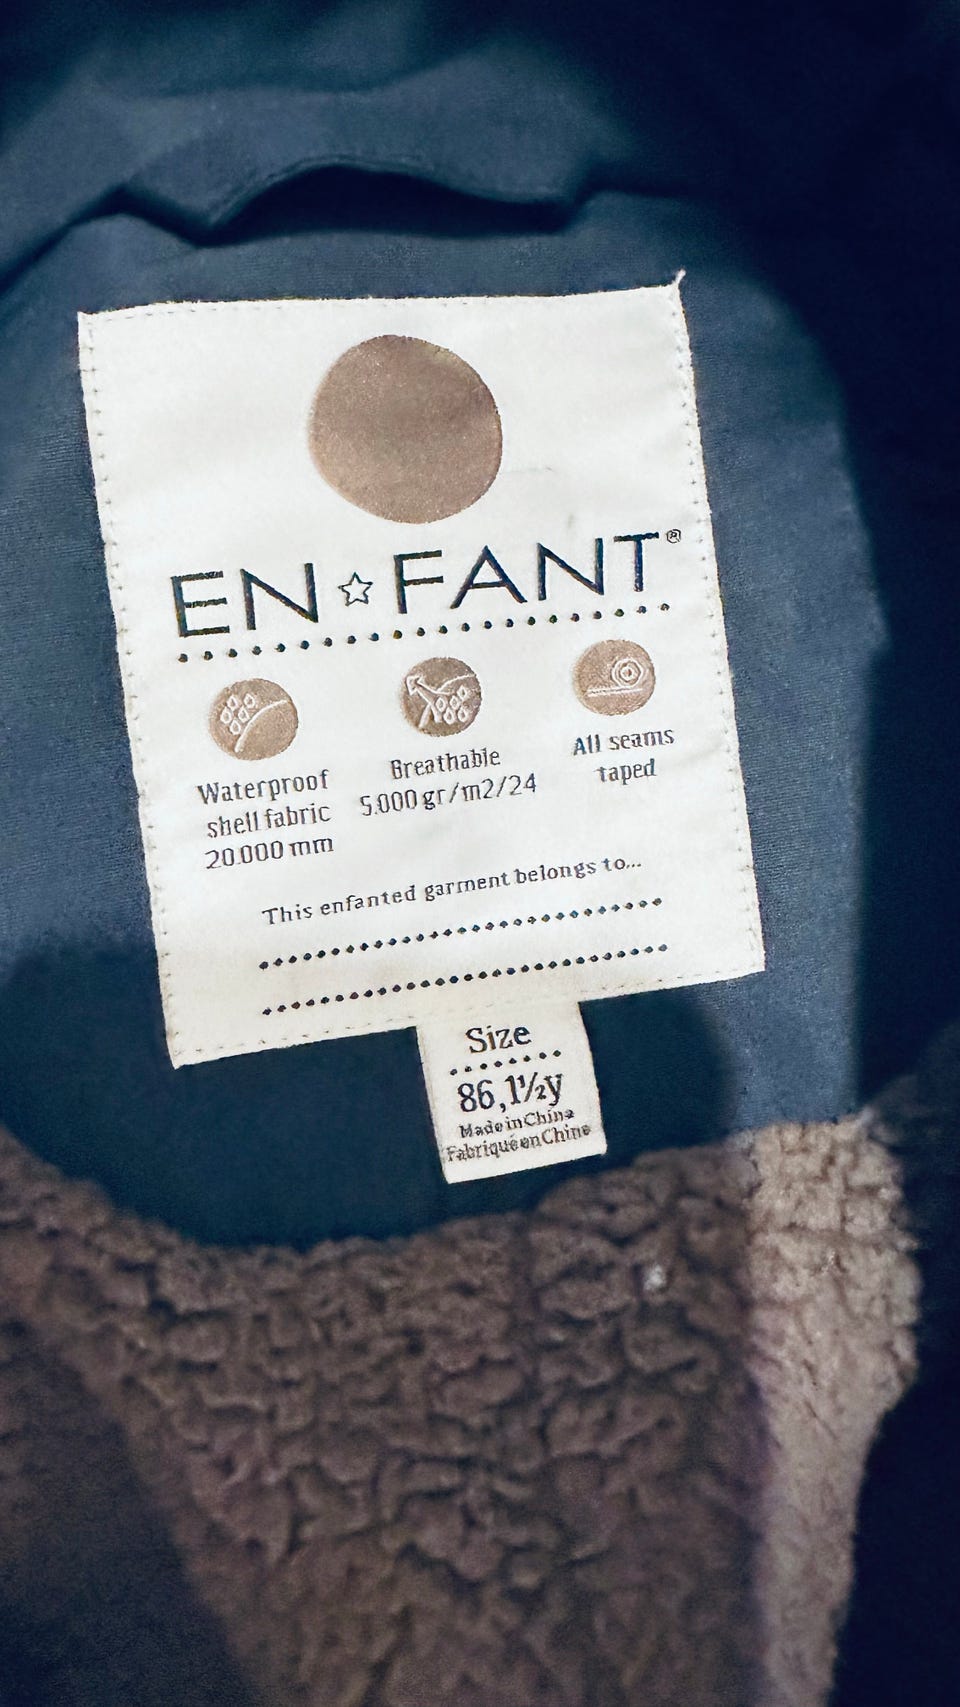 EN☆FANT®
Waterproof
shell fabric
20.000 mm
Breathable
5.000 gr/m2/24
All seams
taped
This enfanted garment belongs to...
Size
86,1½y
Made in China
Fabriqué en Chine